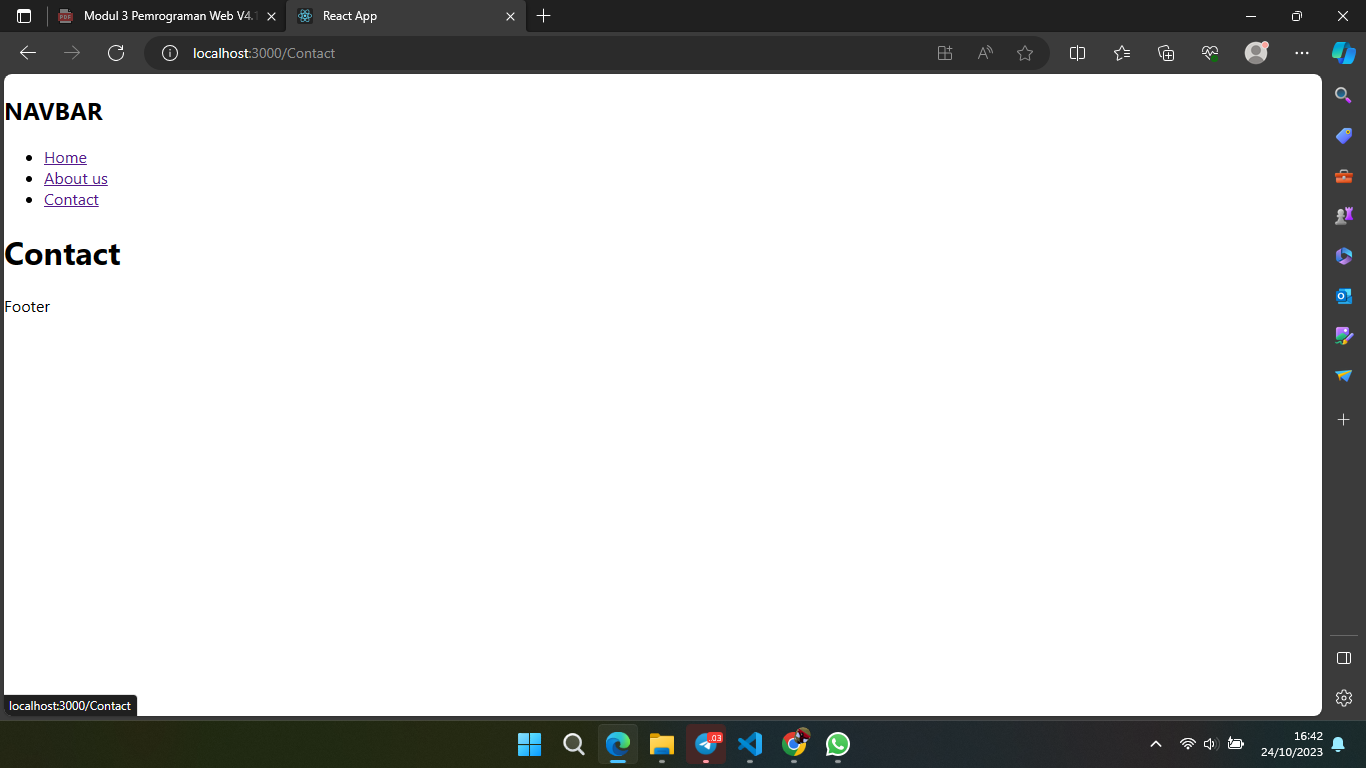 Modul 3 Pemrograman Web V4.1
React App
localhost:3000/Contact
NAVBAR
Home
About us
Contact
Contact
Footer
localhost:3000/Contact
03
16:42
24/10/2023